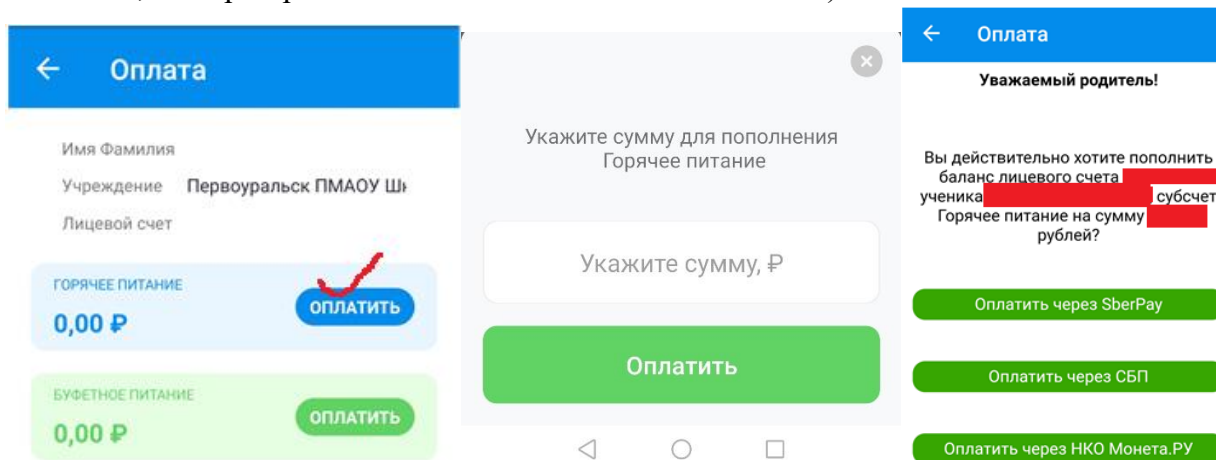 Оплата
Имя Фамилия
Учреждение Первоуральск ПМАОУ
Лицевой счет
ГОРЯЧЕЕ ПИТАНИЕ
0,00 ₽
ОПЛАТИТЬ
БУФЕТНОЕ ПИТАНИЕ
0,00 ₽
ОПЛАТИТЬ
Укажите сумму для пополнения
Горячее питание
Укажите сумму, ₽
Оплатить
Оплата
Уважаемый родитель!
Вы действительно хотите пополнить
баланс лицевого счета
ученика субсчет
Горячее питание на сумму
рублей?
Оплатить через SberPay
Оплатить через СБП
Оплатить через НКО Монета.РУ